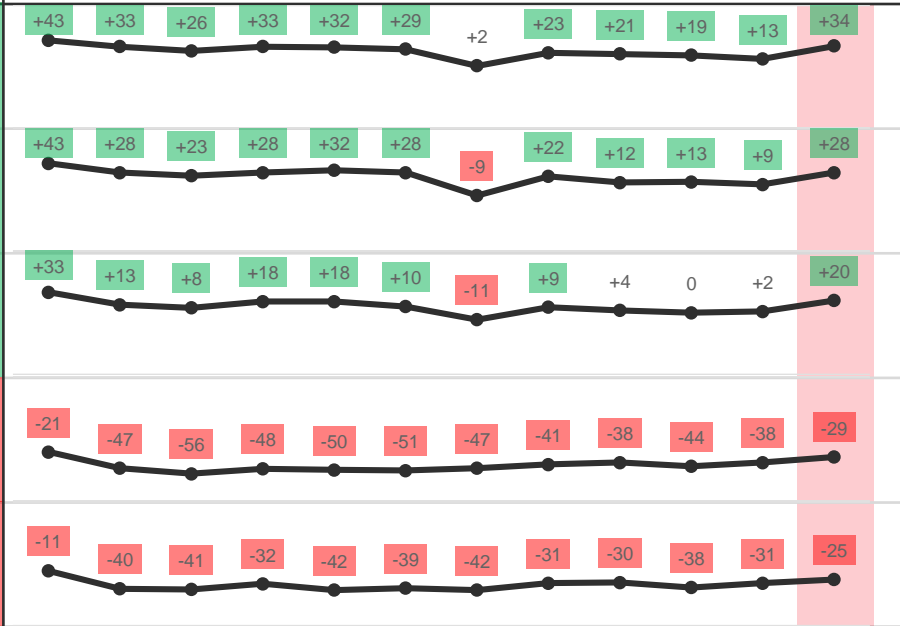 +43 +33 +26 +33 +32 +29 +2 +23 +21 +19 +13 +34
+43 +28 +23 +28 +32 +28 -9 +22 +12 +13 +9 +28
+33 +13 +8 +18 +18 +10 -11 +9 +4 0 +2 +20
-21 -47 -56 -48 -50 -51 -47 -41 -38 -44 -38 -29
-11 -40 -41 -32 -42 -39 -42 -31 -30 -38 -31 -25